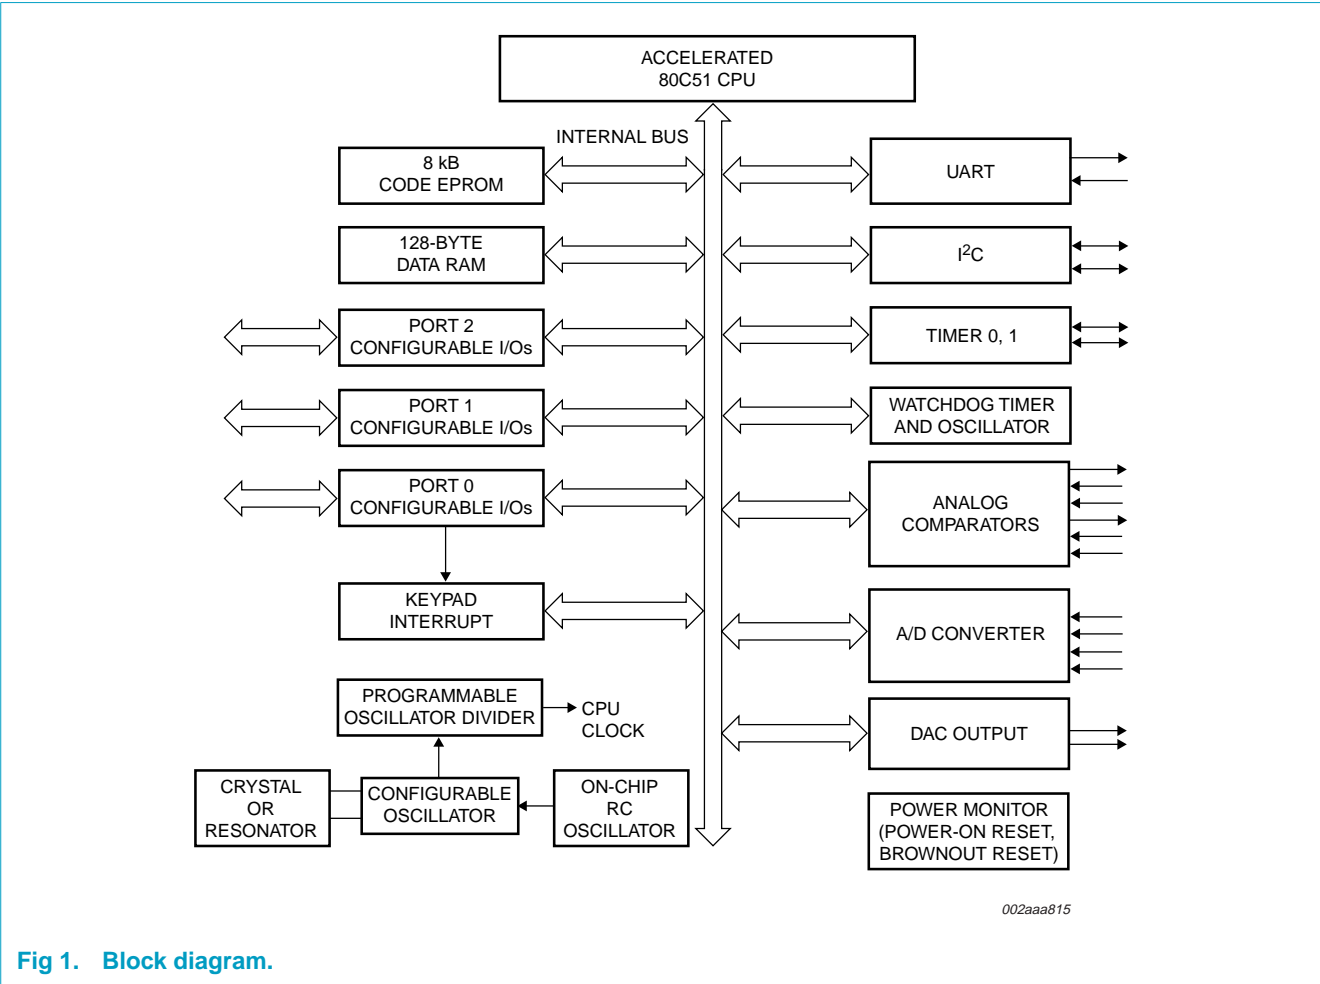 ACCELERATED
80C51 CPU
INTERNAL BUS
8 kB
CODE EPROM
UART
128-BYTE
DATA RAM
I²C
PORT 2
CONFIGURABLE I/Os
TIMER 0, 1
PORT 1
CONFIGURABLE I/Os
WATCHDOG TIMER
AND OSCILLATOR
PORT 0
CONFIGURABLE I/Os
ANALOG
COMPARATORS
KEYPAD
INTERRUPT
A/D CONVERTER
PROGRAMMABLE
OSCILLATOR DIVIDER
CPU
CLOCK
DAC OUTPUT
CRYSTAL
OR
RESONATOR
CONFIGURABLE
OSCILLATOR
ON-CHIP
RC
OSCILLATOR
POWER MONITOR
(POWER-ON RESET,
BROWNOUT RESET)
002aaa815
Fig 1. Block diagram.